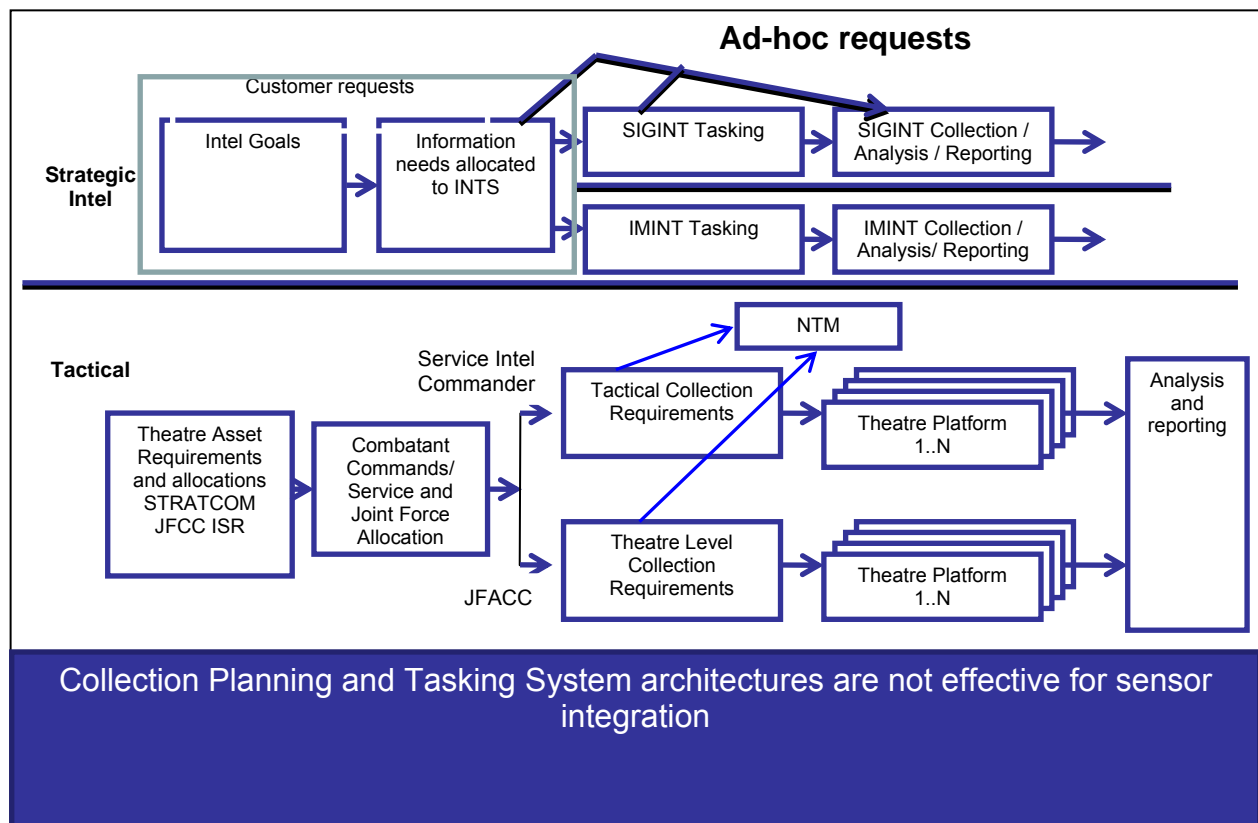 Ad-hoc requests
Customer requests
Intel Goals
Information
needs allocated
to INTS
SIGINT Tasking
SIGINT Collection /
Analysis / Reporting
Strategic
Intel
IMINT Tasking
IMINT Collection /
Analysis/ Reporting
NTM
Tactical
Service Intel
Commander
Tactical Collection
Requirements
Theatre Platform
1..N
Analysis
and
reporting
Theatre Asset
Requirements
and allocations
STRATCOM
JFCC ISR
Combatant
Commands/
Service and
Joint Force
Allocation
JFACC
Theatre Level
Collection
Requirements
Theatre Platform
1..N
Collection Planning and Tasking System architectures are not effective for sensor
integration